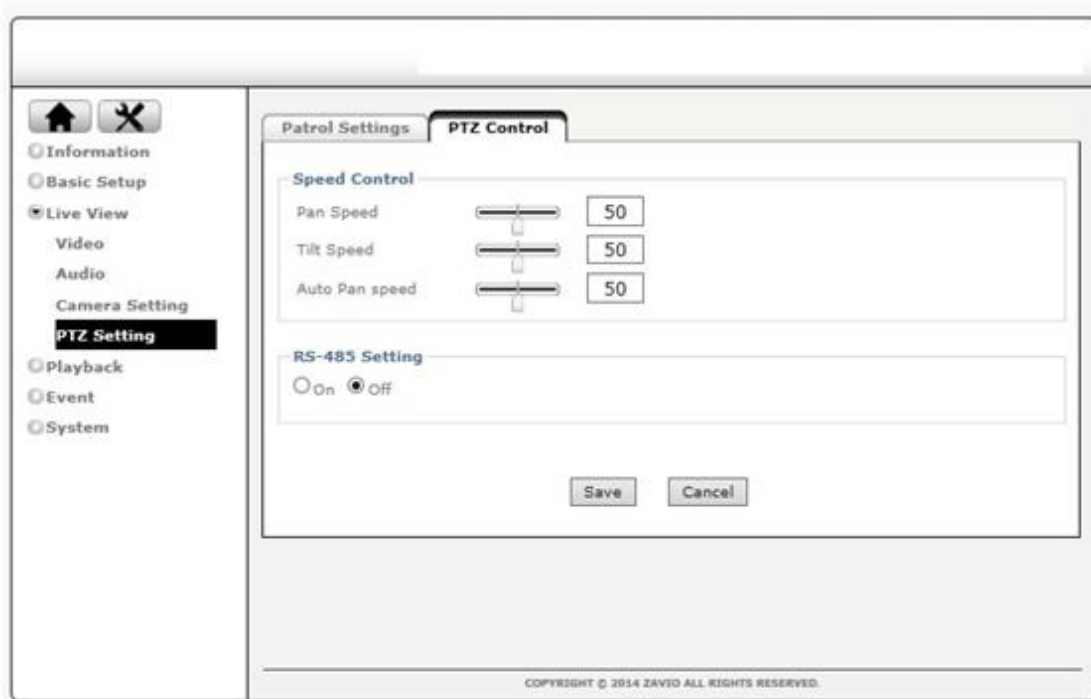 Information
Basic Setup
Live View
Video
Audio
Camera Setting
PTZ Setting
Playback
Event
System
Patrol Settings
PTZ Control
Speed Control
Pan Speed 50
Tilt Speed 50
Auto Pan speed 50
RS-485 Setting
On Off
Save Cancel
COPYRIGHT © 2014 ZAVIO ALL RIGHTS RESERVED.